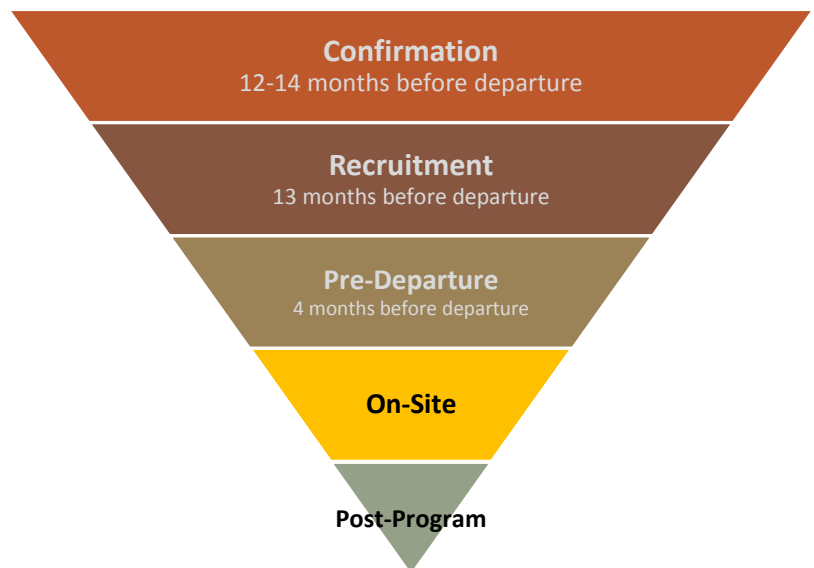 Confirmation
12-14 months before departure
Recruitment
13 months before departure
Pre-Departure
4 months before departure
On-Site
Post-Program